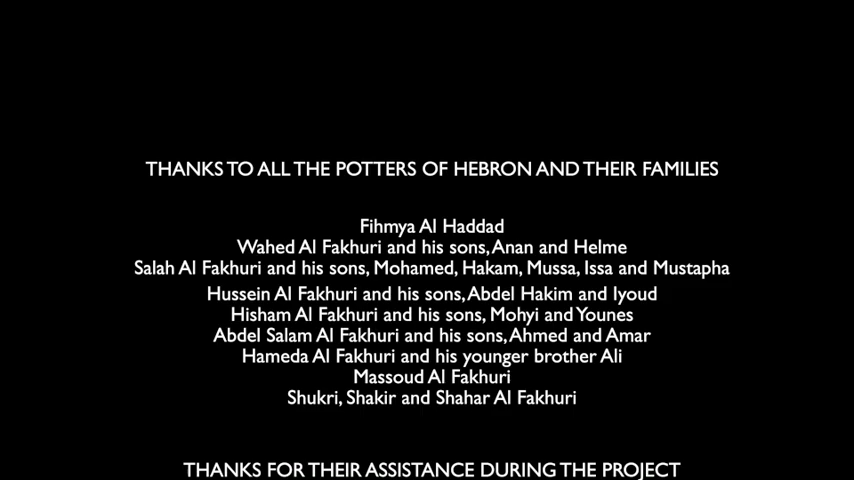 THANKS TO ALL THE POTTERS OF HEBRON AND THEIR FAMILIES
Fihmya Al Haddad
Wahed Al Fakhuri and his sons, Anan and Helme
Salah Al Fakhuri and his sons, Mohamed, Hakam, Mussa, Issa and Mustapha
Hussein Al Fakhuri and his sons, Abdel Hakim and Iyoud
Hisham Al Fakhuri and his sons, Mohyi and Younes
Abdel Salam Al Fakhuri and his sons, Ahmed and Amar
Hameda Al Fakhuri and his younger brother Ali
Massoud Al Fakhuri
Shukri, Shakir and Shahar Al Fakhuri
THANKS FOR THEIR ASSISTANCE DURING THE PROJECT